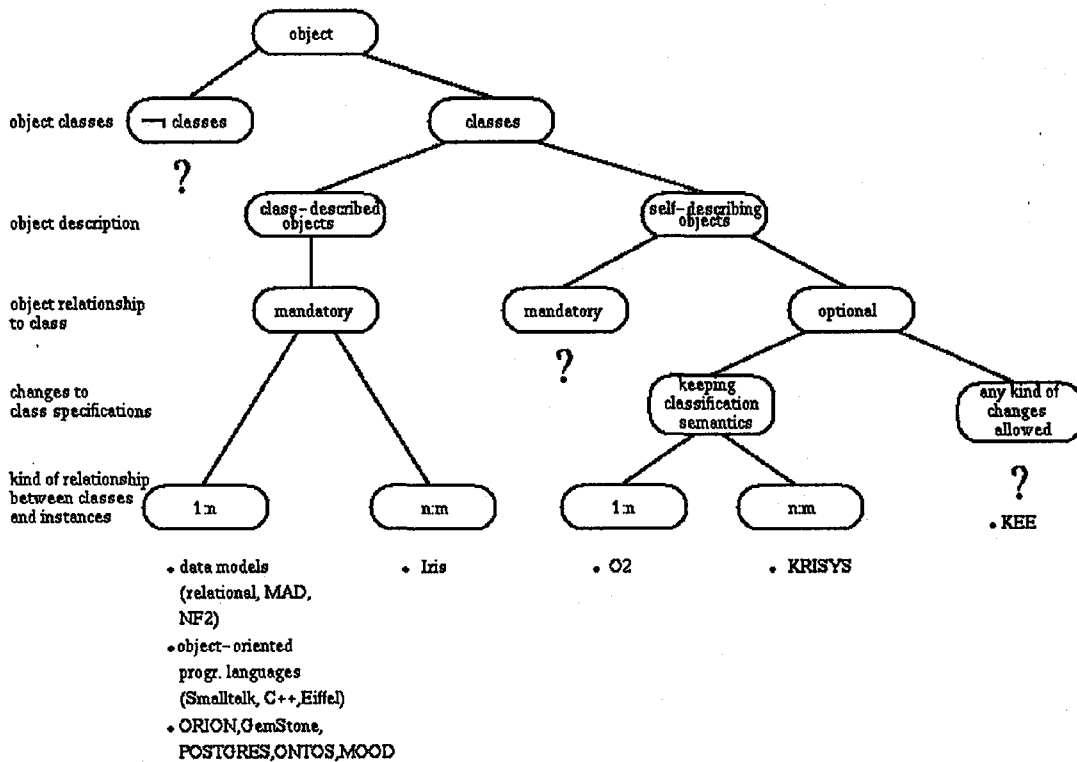 object
object classes
¬ classes
classes
?
object description
class-described
objects
self-describing
objects
object relationship
to class
mandatory
mandatory
optional
?
changes to
class specifications
keeping
classification
semantics
any kind of
changes
allowed
kind of relationship
between classes
and instances
1:n
n:m
1:n
n:m
?
• KEE
• data models
(relational, MAD,
NF2)
• Iris
• O2
• KRISYS
• object-oriented
progr. languages
(Smalltalk, C++,Eiffel)
• ORION,GemStone,
POSTGRES,ONTOS,MOOD